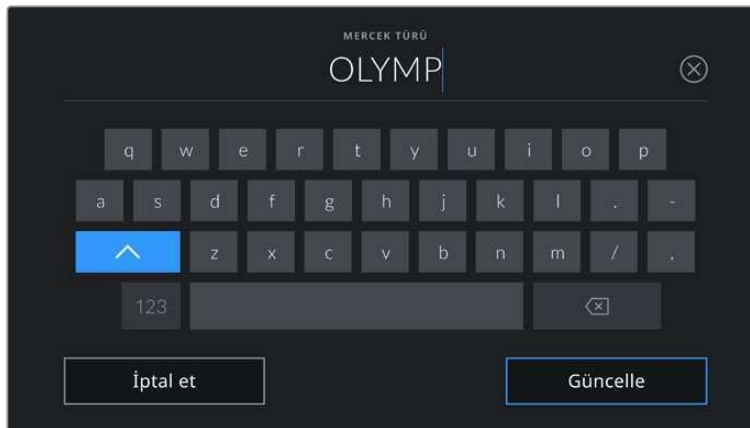 MERCEK TÜRÜ
OLYMP
q w e r t y u i o p
a s d f g h j k l . -
z x c v b n m / ,
123
İptal et Güncelle